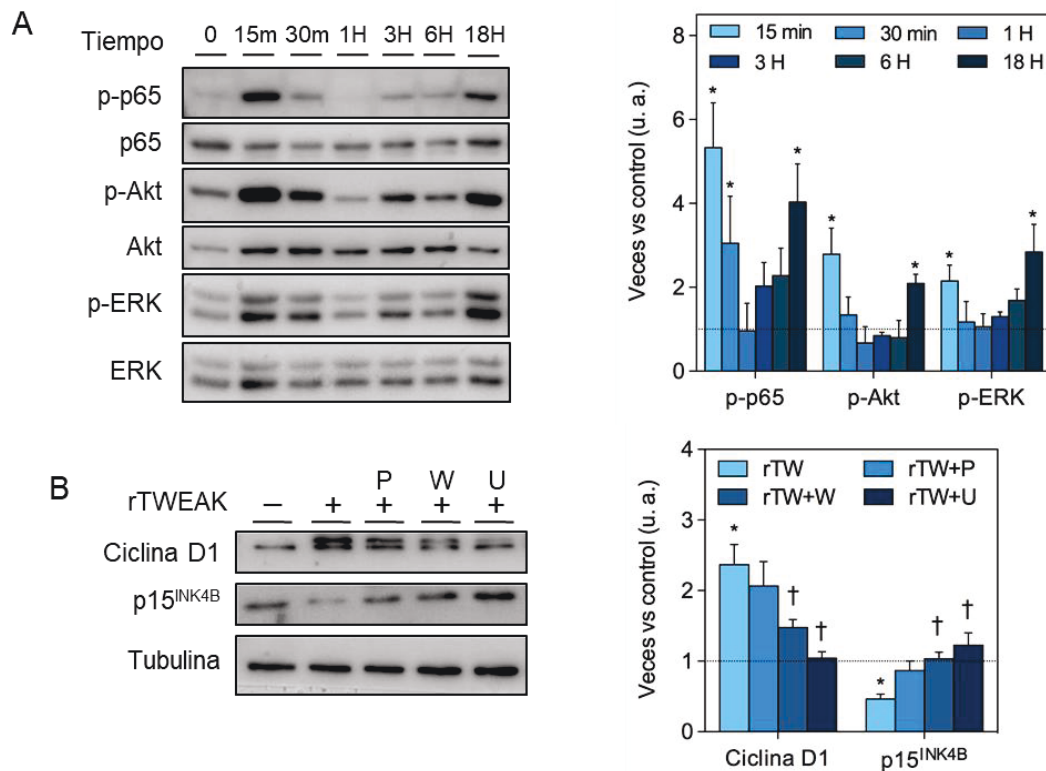 A
Tiempo 0 15m 30m 1H 3H 6H 18H
p-p65
p65
p-Akt
Akt
p-ERK
ERK
Veces vs control (u. a.)
8
6
4
2
0
15 min 30 min 1 H
3 H 6 H 18 H
* * * * * * *
p-p65 p-Akt p-ERK
B
P W U
rTWEAK – + + + +
Ciclina D1
p15INK4B
Tubulina
Veces vs control (u. a.)
4
3
2
1
0
rTW rTW+P
rTW+W rTW+U
* † † * † †
Ciclina D1 p15INK4B